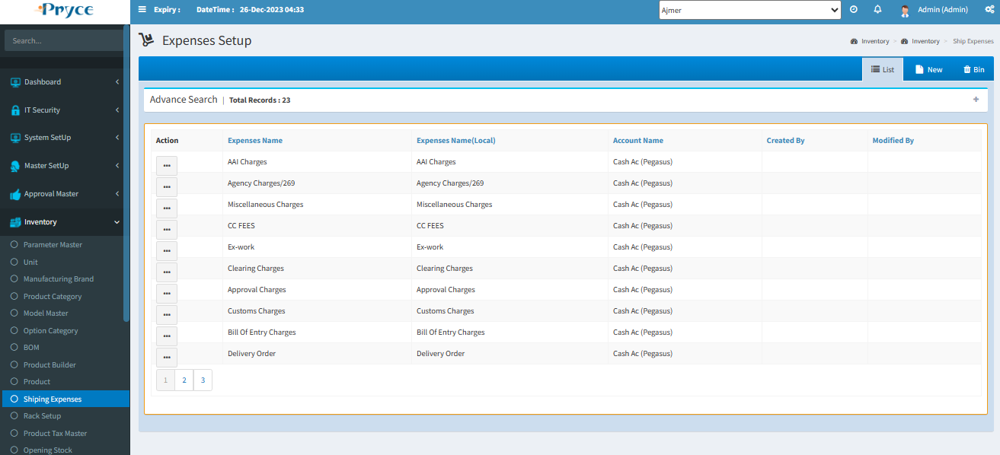 Pryce
Expiry : DateTime : 26-Dec-2023 04:33 Ajmer Admin (Admin)
Search...
Expenses Setup
Inventory > Inventory > Ship Expenses
List New Bin
Advance Search | Total Records : 23
Dashboard
IT Security
System SetUp
Master SetUp
Approval Master
Inventory
Parameter Master
Unit
Manufacturing Brand
Product Category
Model Master
Option Category
BOM
Product Builder
Product
Shiping Expenses
Rack Setup
Product Tax Master
Opening Stock
Action Expenses Name Expenses Name(Local) Account Name Created By Modified By
AAI Charges AAI Charges Cash Ac (Pegasus)
Agency Charges/269 Agency Charges/269 Cash Ac (Pegasus)
Miscellaneous Charges Miscellaneous Charges Cash Ac (Pegasus)
CC FEES CC FEES Cash Ac (Pegasus)
Ex-work Ex-work Cash Ac (Pegasus)
Clearing Charges Clearing Charges Cash Ac (Pegasus)
Approval Charges Approval Charges Cash Ac (Pegasus)
Customs Charges Customs Charges Cash Ac (Pegasus)
Bill Of Entry Charges Bill Of Entry Charges Cash Ac (Pegasus)
Delivery Order Delivery Order Cash Ac (Pegasus)
1 2 3